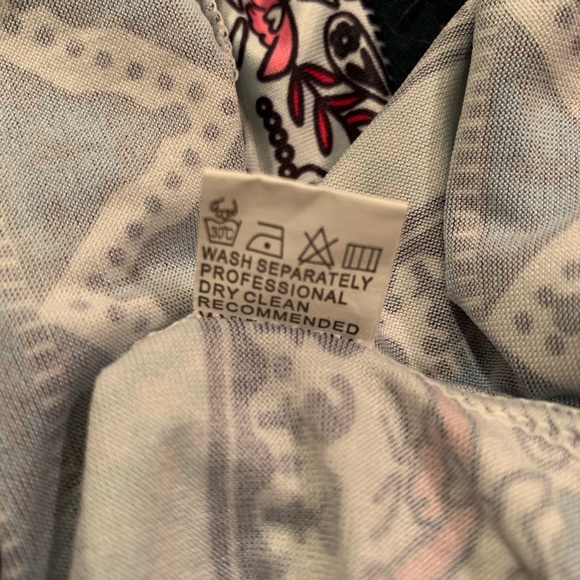 30°C
WASH SEPARATELY
PROFESSIONAL
DRY CLEAN
RECOMMENDED